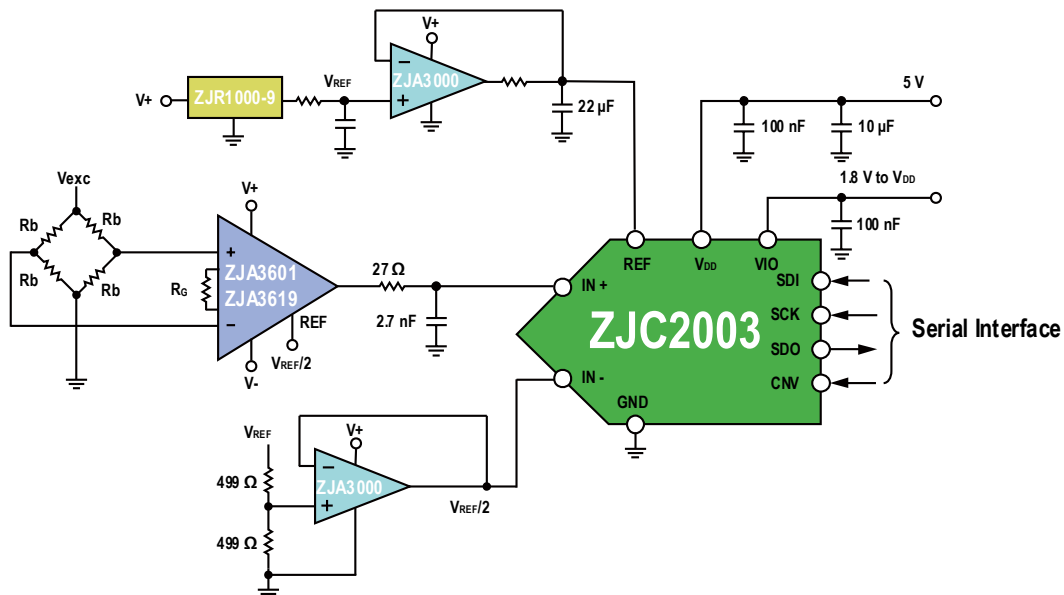 V+
ZJR1000-9
VREF
V+
ZJA3000
22 µF
5 V
100 nF
10 µF
1.8 V to VDD
100 nF
Vexc
Rb
Rb
Rb
Rb
RG
V+
ZJA3601
ZJA3619
REF
VREF/2
V-
27 Ω
2.7 nF
REF
VDD
VIO
IN +
IN -
ZJC2003
GND
SDI
SCK
SDO
CNV
Serial Interface
VREF
499 Ω
499 Ω
V+
ZJA3000
VREF/2